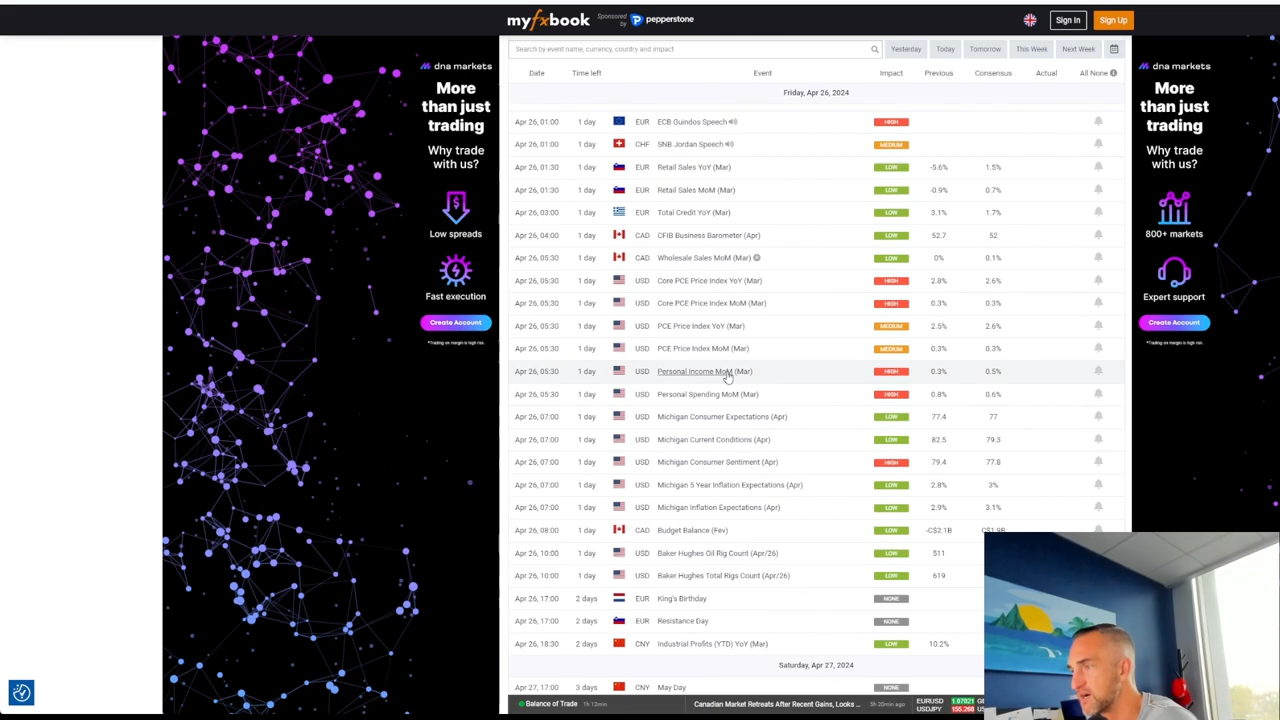 myfxbook Sponsored by pepperstone Sign In Sign Up
dna markets
More than just trading
Why trade with us?
Low spreads
Fast execution
Create Account
*Trading on margin is high risk.
Search by event name, currency, country and impact Yesterday Today Tomorrow This Week Next Week
Date Time left Event Impact Previous Consensus Actual All None
Friday, Apr 26, 2024
Apr 26, 01:00 1 day EUR ECB Guindos Speech HIGH
Apr 26, 01:00 1 day CHF SNB Jordan Speech MEDIUM
Apr 26, 01:30 1 day EUR Retail Sales YoY (Mar) LOW -5.6% 1.5%
Apr 26, 01:30 1 day EUR Retail Sales MoM (Mar) LOW -0.9% 0.7%
Apr 26, 03:00 1 day EUR Total Credit YoY (Mar) LOW 3.1% 1.7%
Apr 26, 04:00 1 day CAD CFIB Business Barometer (Apr) LOW 52.7 52
Apr 26, 05:30 1 day CAD Wholesale Sales MoM (Mar) LOW 0% 0.1%
Apr 26, 05:30 1 day USD Core PCE Price Index YoY (Mar) HIGH 2.8% 2.6%
Apr 26, 05:30 1 day USD Core PCE Price Index MoM (Mar) HIGH 0.3% 0.3%
Apr 26, 05:30 1 day USD PCE Price Index YoY (Mar) MEDIUM 2.5% 2.6%
Apr 26, 05:30 1 day USD PCE Price Index MoM (Mar) MEDIUM 0.3% 0.3%
Apr 26, 05:30 1 day USD Personal Income MoM (Mar) HIGH 0.3% 0.5%
Apr 26, 05:30 1 day USD Personal Spending MoM (Mar) HIGH 0.8% 0.6%
Apr 26, 07:00 1 day USD Michigan Consumer Expectations (Apr) LOW 77.4 77
Apr 26, 07:00 1 day USD Michigan Current Conditions (Apr) LOW 82.5 79.3
Apr 26, 07:00 1 day USD Michigan Consumer Sentiment (Apr) HIGH 79.4 77.8
Apr 26, 07:00 1 day USD Michigan 5 Year Inflation Expectations (Apr) LOW 2.8% 3%
Apr 26, 07:00 1 day USD Michigan Inflation Expectations (Apr) LOW 2.9% 3.1%
Apr 26, 08:00 1 day CAD Budget Balance (Fev) LOW -C$2.1B C$1.9B
Apr 26, 10:00 1 day USD Baker Hughes Oil Rig Count (Apr/26) LOW 511
Apr 26, 10:00 1 day USD Baker Hughes Total Rigs Count (Apr/26) LOW 619
Apr 26, 17:00 2 days EUR King's Birthday NONE
Apr 26, 17:00 2 days EUR Resistance Day NONE
Apr 26, 18:30 2 days CNY Industrial Profits (YTD) YoY (Mar) LOW 10.2%
Saturday, Apr 27, 2024
Apr 27, 17:00 3 days CNY May Day NONE
Balance of Trade 1h 12min Canadian Market Retreats After Recent Gains, Looks ... 5h 20min ago EURUSD 1.07021
USDJPY 155.268
dna markets
More than just trading
Why trade with us?
800+ markets
Expert support
Create Account
*Trading on margin is high risk.